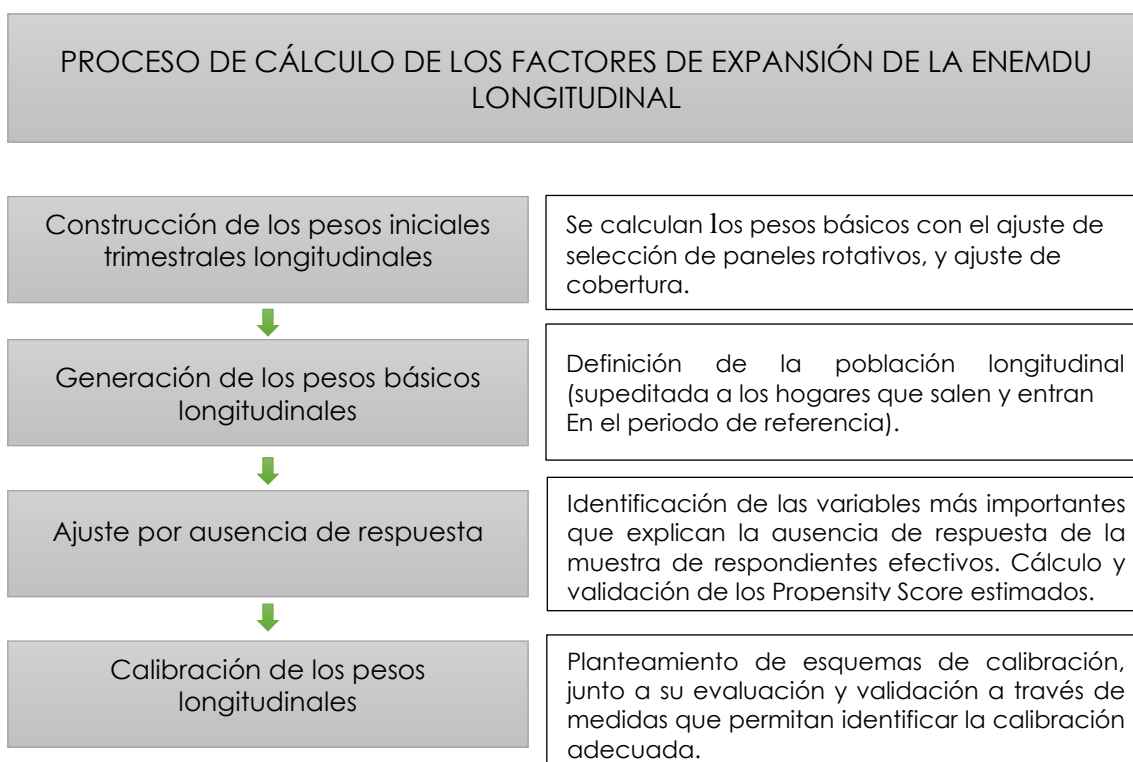 PROCESO DE CÁLCULO DE LOS FACTORES DE EXPANSIÓN DE LA ENEMDU
LONGITUDINAL
Construcción de los pesos iniciales
trimestrales longitudinales
Se calculan los pesos básicos con el ajuste de
selección de paneles rotativos, y ajuste de
cobertura.
Generación de los pesos básicos
longitudinales
Definición de la población longitudinal
(supeditada a los hogares que salen y entran
En el periodo de referencia).
Ajuste por ausencia de respuesta
Identificación de las variables más importantes
que explican la ausencia de respuesta de la
muestra de respondientes efectivos. Cálculo y
validación de los Propensity Score estimados.
Calibración de los pesos
longitudinales
Planteamiento de esquemas de calibración,
junto a su evaluación y validación a través de
medidas que permitan identificar la calibración
adecuada.